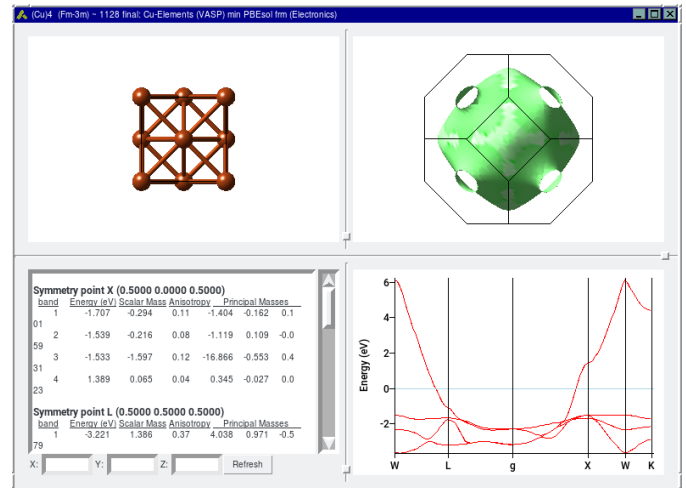 (Cu)4 (Fm-3m) ~ 1128 final: Cu-Elements (VASP) min PBEsol frm (Electronics)
Symmetry point X (0.5000 0.0000 0.5000)
band Energy (eV) Scalar Mass Anisotropy Principal Masses
1 -1.707 -0.294 0.11 -1.404 -0.162 0.1
01
2 -1.539 -0.216 0.08 -1.119 0.109 -0.0
59
3 -1.533 -1.597 0.12 -16.866 -0.553 0.4
31
4 1.389 0.065 0.04 0.345 -0.027 0.0
23
Symmetry point L (0.5000 0.5000 0.5000)
band Energy (eV) Scalar Mass Anisotropy Principal Masses
1 -3.221 1.386 0.37 4.038 0.971 -0.5
79
X: Y: Z: Refresh
Energy (eV)
6
4
2
0
-2
W L g X W K